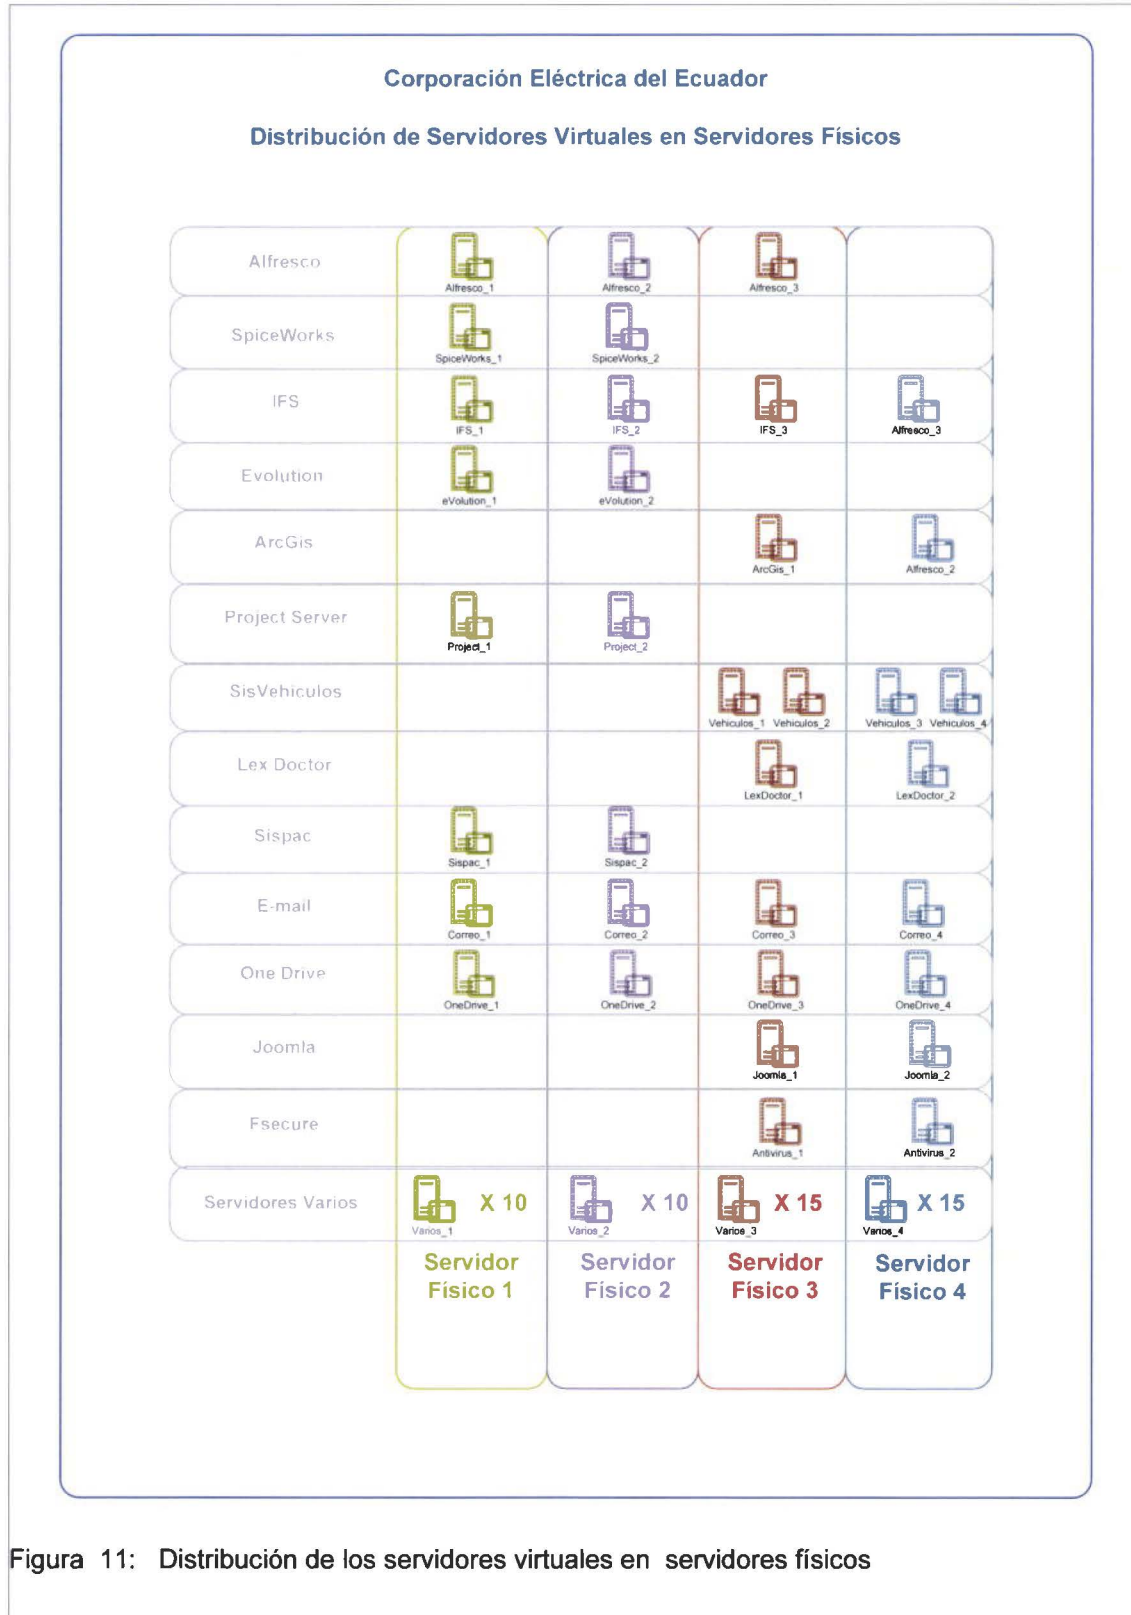 Corporación Eléctrica del Ecuador
Distribución de Servidores Virtuales en Servidores Físicos
Alfresco
Alfresco_1 Alfresco_2 Alfresco_3
SpiceWorks
SpiceWorks_1 SpiceWorks_2
IFS
IFS_1 IFS_2 IFS_3 Alfresco_3
Evolution
eVolution_1 eVolution_2
ArcGis
ArcGis_1 Alfresco_2
Project Server
Project_1 Project_2
SisVehiculos
Vehiculos_1 Vehiculos_2 Vehiculos_3 Vehiculos_4
Lex Doctor
LexDoctor_1 LexDoctor_2
Sispac
Sispac_1 Sispac_2
E-mail
Correo_1 Correo_2 Correo_3 Correo_4
One Drive
OneDrive_1 OneDrive_2 OneDrive_3 OneDrive_4
Joomla
Joomla_1 Joomla_2
Fsecure
Antivirus_1 Antivirus_2
Servidores Varios X 10 X 10 X 15 X 15
Varios_1 Varios_2 Varios_3 Varios_4
Servidor Servidor Servidor Servidor
Físico 1 Físico 2 Físico 3 Físico 4
Figura 11: Distribución de los servidores virtuales en servidores físicos